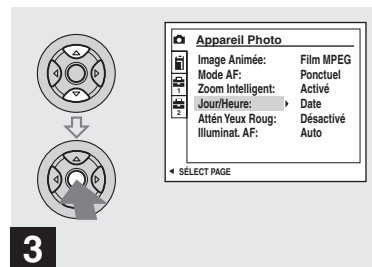 Appareil Photo
Image Animée: Film MPEG
Mode AF: Ponctuel
Zoom Intelligent: Activé
1
Jour/Heure: Date
2
Attén Yeux Roug: Désactivé
Illuminat. AF: Auto
SÉLECT PAGE
3